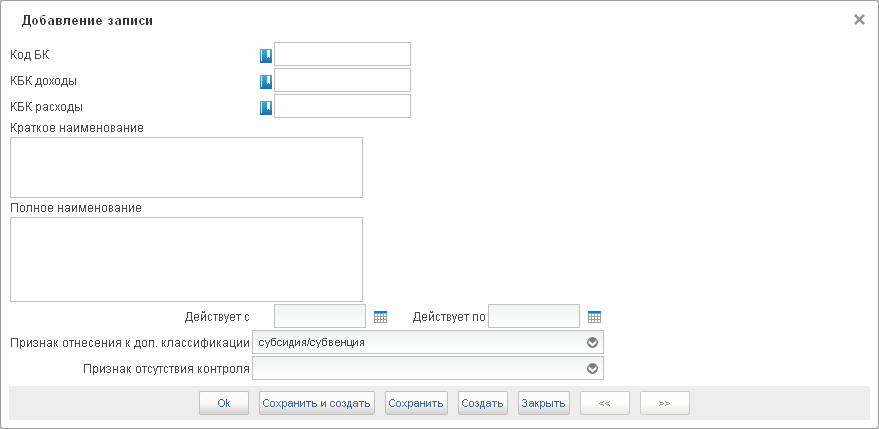 Добавление записи
Код БК
КБК доходы
КБК расходы
Краткое наименование
Полное наименование
Действует с Действует по
Признак отнесения к доп. классификации субсидия/субвенция
Признак отсутствия контроля
Ok Сохранить и создать Сохранить Создать Закрыть << >>